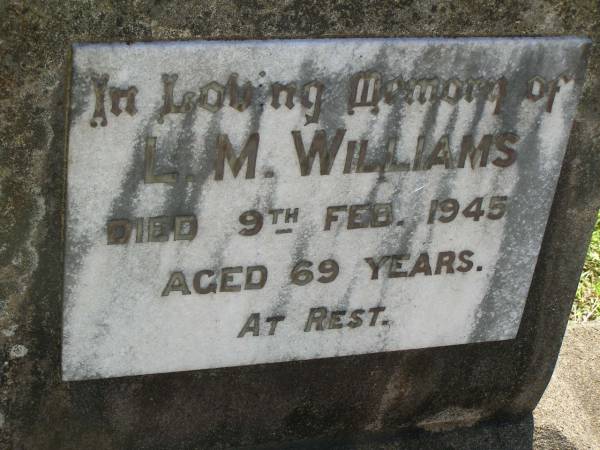 In Loving Memory of
L. M. WILLIAMS
DIED 9TH FEB. 1945
AGED 69 YEARS.
AT REST.